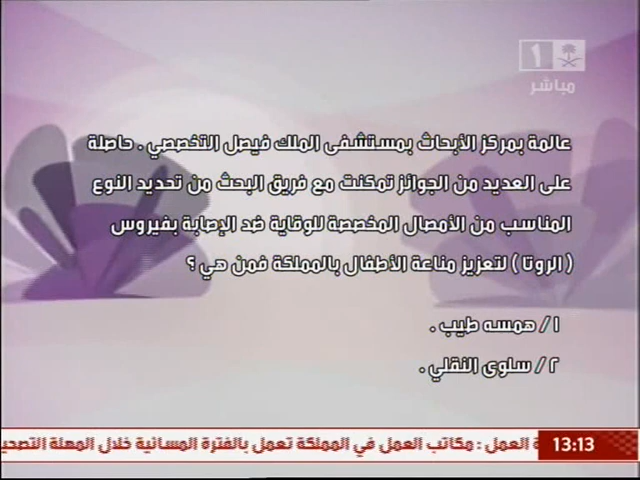 ١
مباشر
عالمة بمركز الأبحاث بمستشفى الملك فيصل التخصصي . حاصلة
على العديد من الجوائز تمكنت مع فريق البحث من تحديد النوع
المناسب من الأمصال المخصصة للوقاية ضد الإصابة بفيروس
( الروتا ) لتعزيز مناعة الأطفال بالمملكة فمن هي ؟
١ / همسه طيب .
٢ / سلوى النقلي .
13:13
ة العمل : مكاتب العمل في المملكة تعمل بالفترة المسائية خلال المهلة التصحي